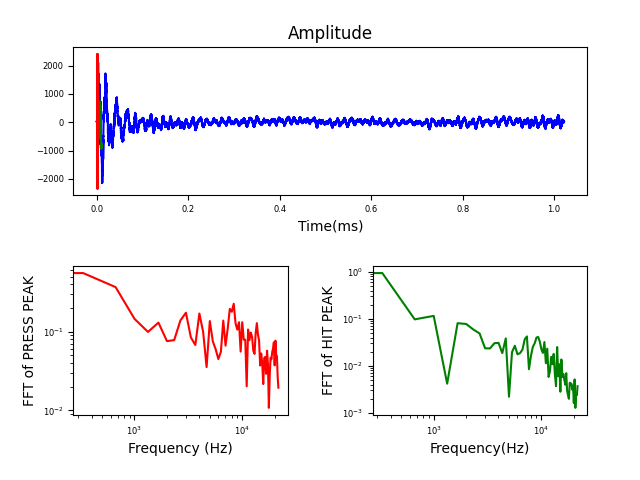 Amplitude
2000
1000
0
−1000
−2000
0.0 0.2 0.4 0.6 0.8 1.0
Time(ms)
FFT of PRESS PEAK
10⁻¹
10⁻²
10³ 10⁴
Frequency (Hz)
FFT of HIT PEAK
10⁰
10⁻¹
10⁻²
10⁻³
10³ 10⁴
Frequency(Hz)